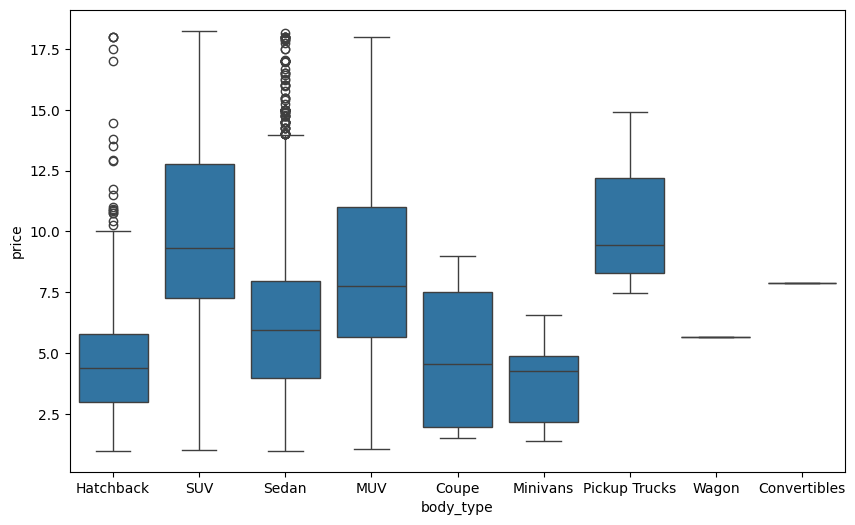 17.5
15.0
12.5
10.0
7.5
5.0
2.5
price
Hatchback SUV Sedan MUV Coupe Minivans Pickup Trucks Wagon Convertibles
body_type